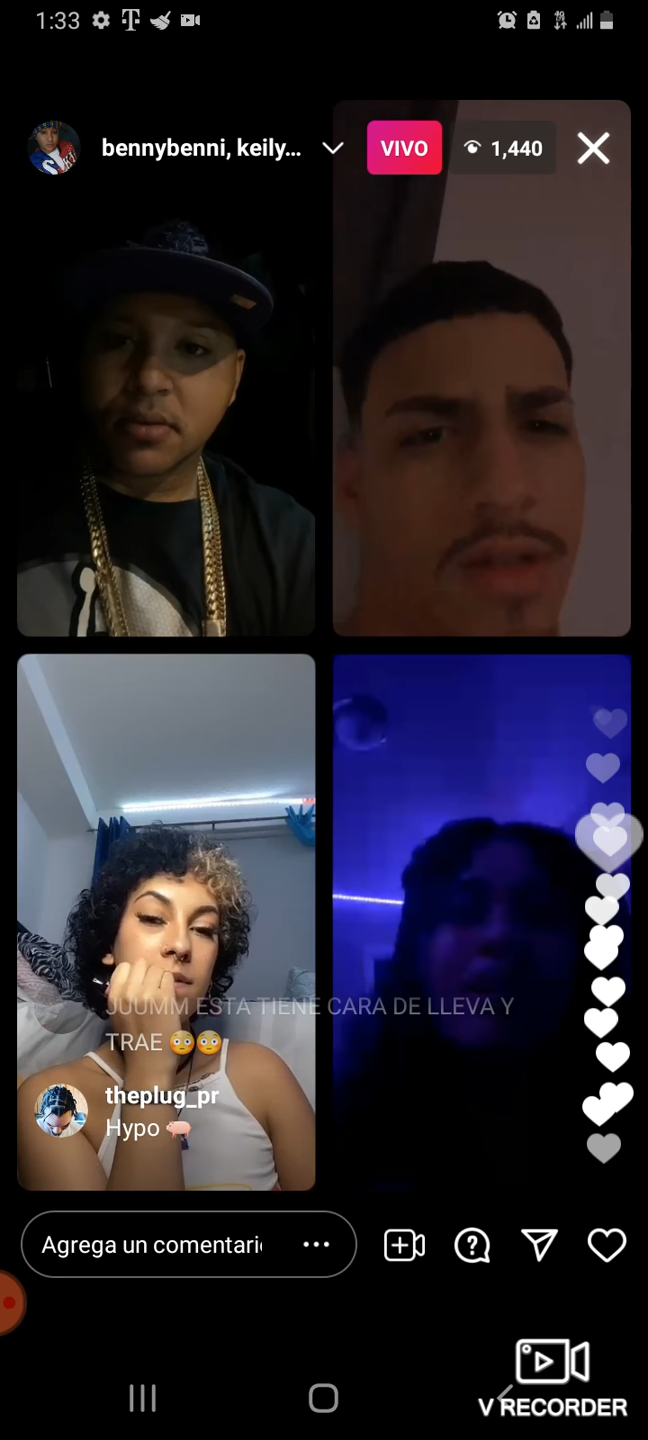 1:33
bennybenni, keily...
VIVO
1,440
JUUMM ESTA TIENE CARA DE LLEVA Y
TRAE 😳😳
theplug_pr
Hypo 🐖
Agrega un comentari
V RECORDER